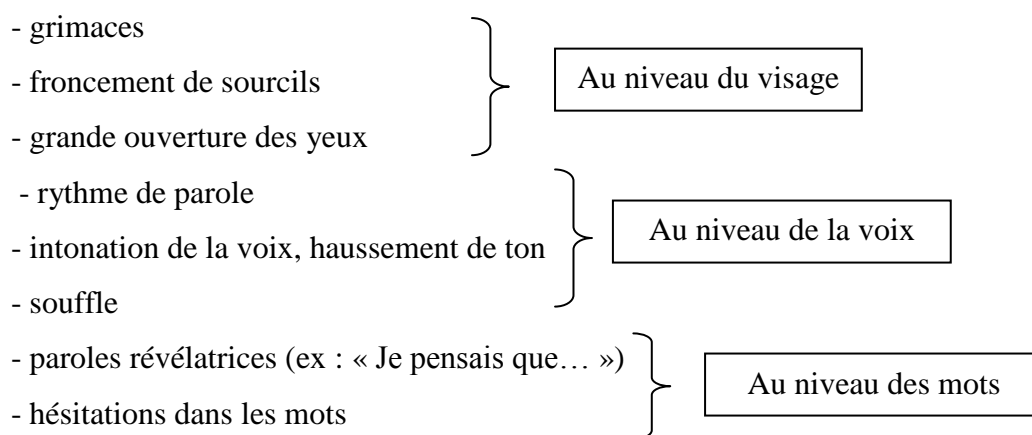 - grimaces
- froncement de sourcils
Au niveau du visage
- grande ouverture des yeux
- rythme de parole
- intonation de la voix, haussement de ton
Au niveau de la voix
- souffle
- paroles révélatrices (ex : « Je pensais que… »)
- hésitations dans les mots
Au niveau des mots